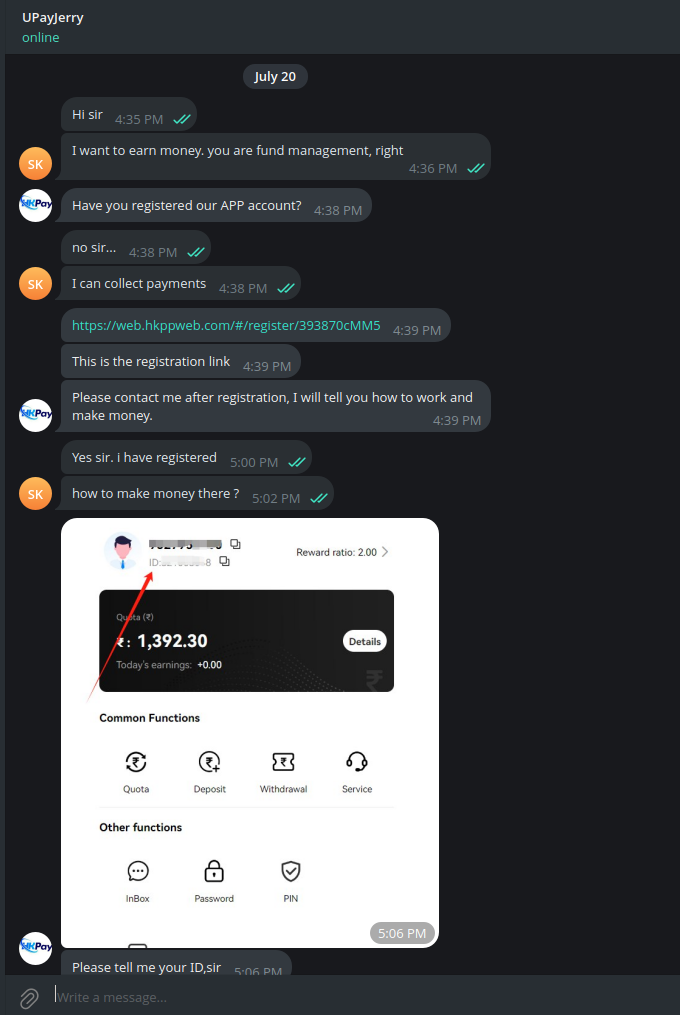 UPayJerry
online
July 20
Hi sir 4:35 PM
I want to earn money. you are fund management, right
4:36 PM
SK
HKPay
Have you registered our APP account? 4:38 PM
no sir... 4:38 PM
SK
I can collect payments 4:38 PM
https://web.hkppweb.com/#/register/393870cMM5 4:39 PM
This is the registration link 4:39 PM
Please contact me after registration, I will tell you how to work and
make money.
4:39 PM
HKPay
Yes sir. i have registered 5:00 PM
SK
how to make money there ? 5:02 PM
Reward ratio: 2.00
ID:
Quota (₹)
₹: 1,392.30
Details
Today's earnings: +0.00
Common Functions
Quota Deposit Withdrawal Service
Other functions
InBox Password PIN
5:06 PM
HKPay
Please tell me your ID,sir 5:06 PM
Write a message...